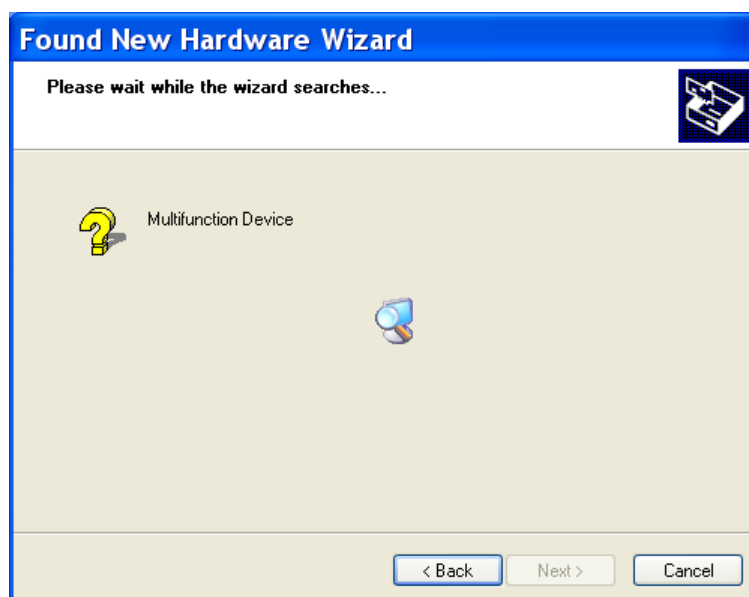 Found New Hardware Wizard
Please wait while the wizard searches...
Multifunction Device
< Back
Next >
Cancel